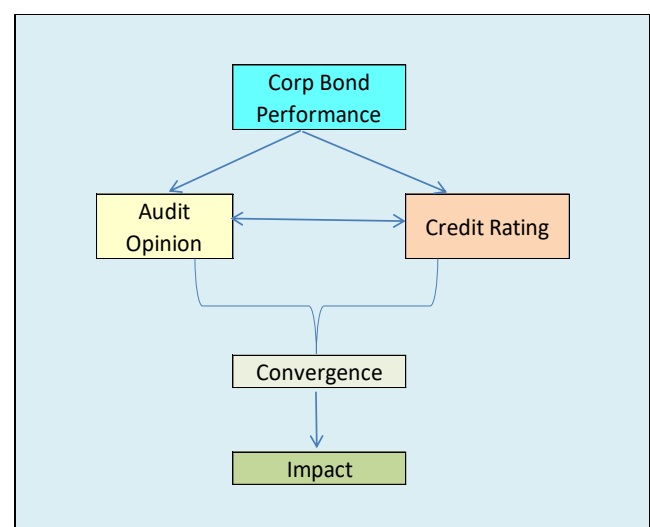 Corp Bond
Performance
Audit
Opinion
Credit Rating
Convergence
Impact